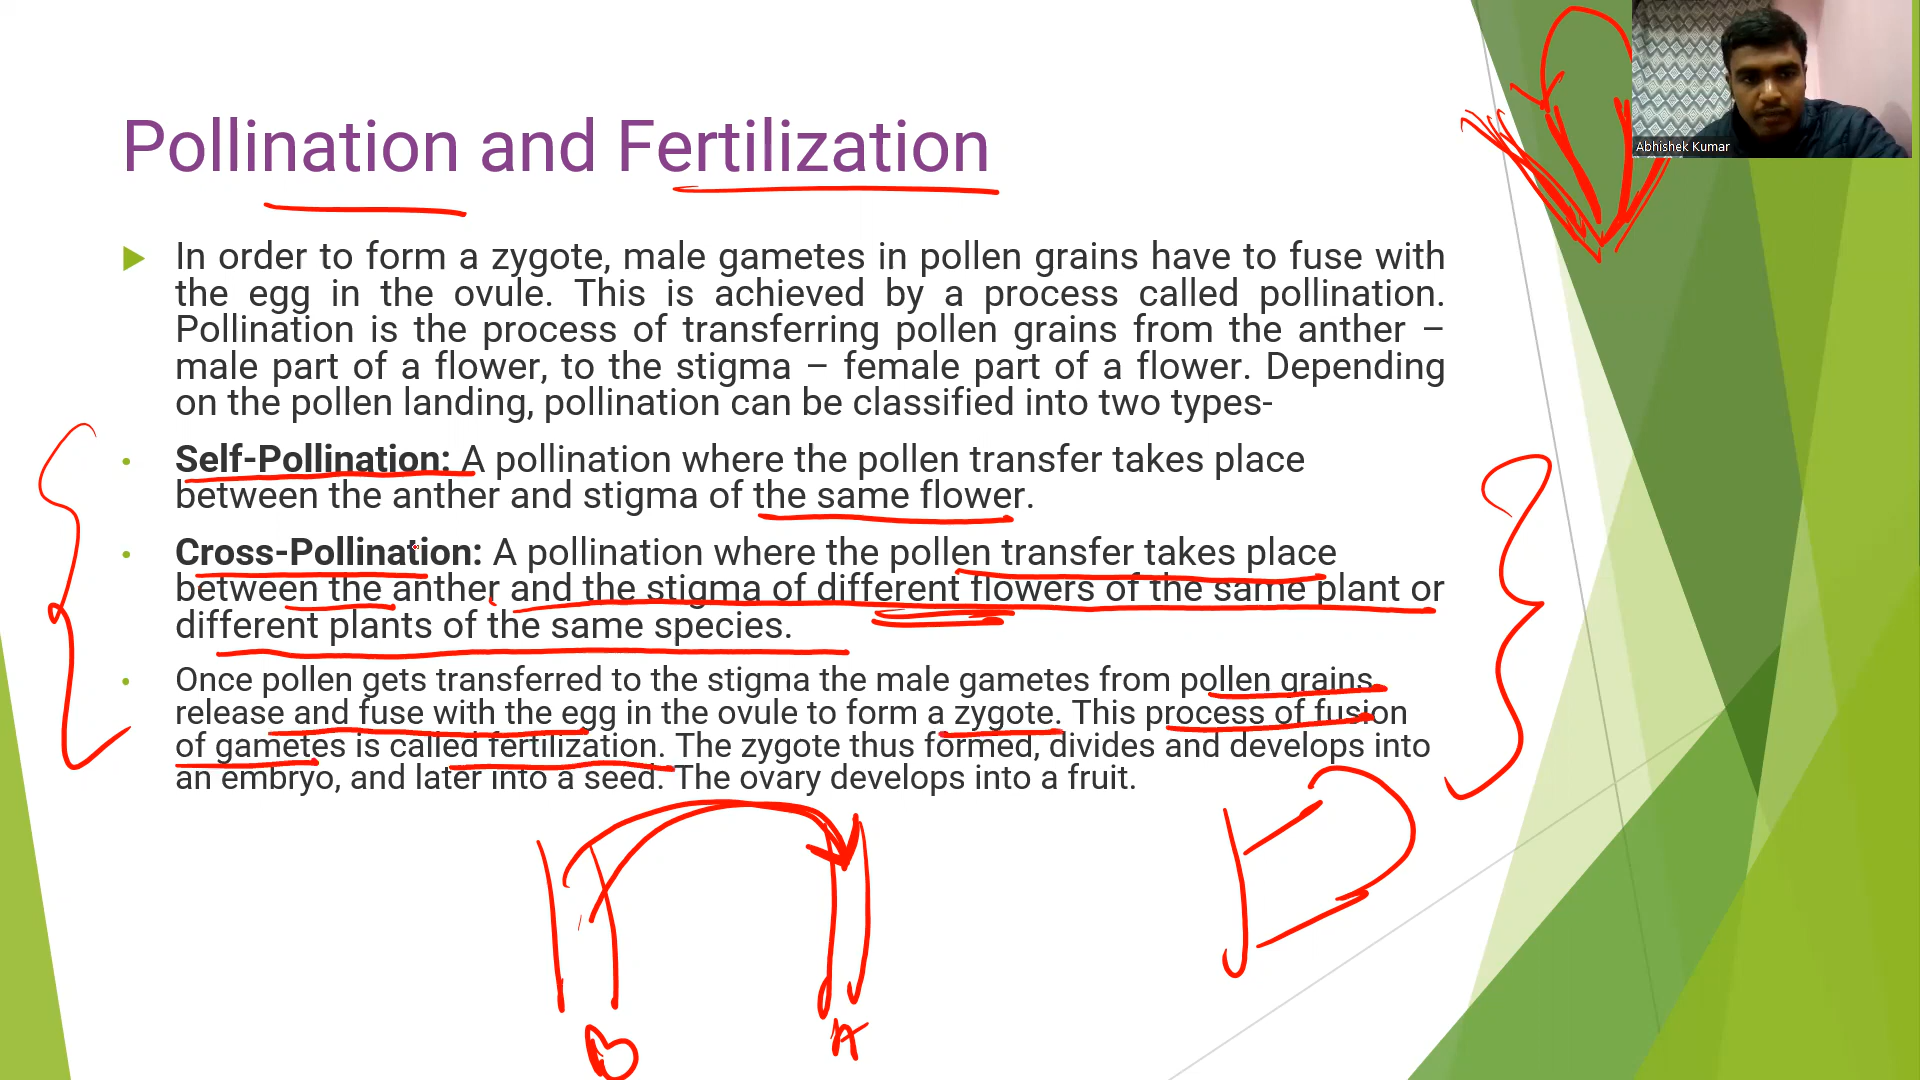 Abhishek Kumar
Pollination and Fertilization
In order to form a zygote, male gametes in pollen grains have to fuse with
the egg in the ovule. This is achieved by a process called pollination.
Pollination is the process of transferring pollen grains from the anther –
male part of a flower, to the stigma – female part of a flower. Depending
on the pollen landing, pollination can be classified into two types-
Self-Pollination: A pollination where the pollen transfer takes place
between the anther and stigma of the same flower.
Cross-Pollination: A pollination where the pollen transfer takes place
between the anther and the stigma of different flowers of the same plant or
different plants of the same species.
Once pollen gets transferred to the stigma the male gametes from pollen grains
release and fuse with the egg in the ovule to form a zygote. This process of fusion
of gametes is called fertilization. The zygote thus formed, divides and develops into
an embryo, and later into a seed. The ovary develops into a fruit.